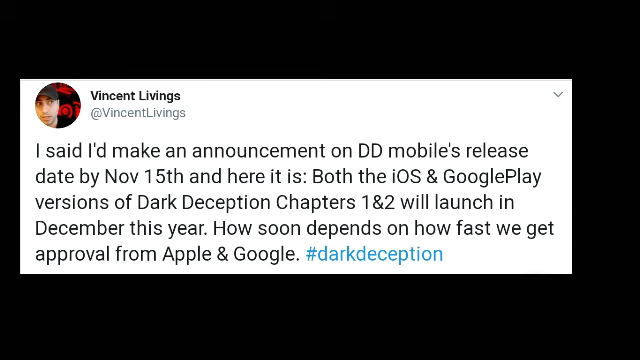 Vincent Livings
@VincentLivings
I said I'd make an announcement on DD mobile's release
date by Nov 15th and here it is: Both the iOS & GooglePlay
versions of Dark Deception Chapters 1&2 will launch in
December this year. How soon depends on how fast we get
approval from Apple & Google. #darkdeception